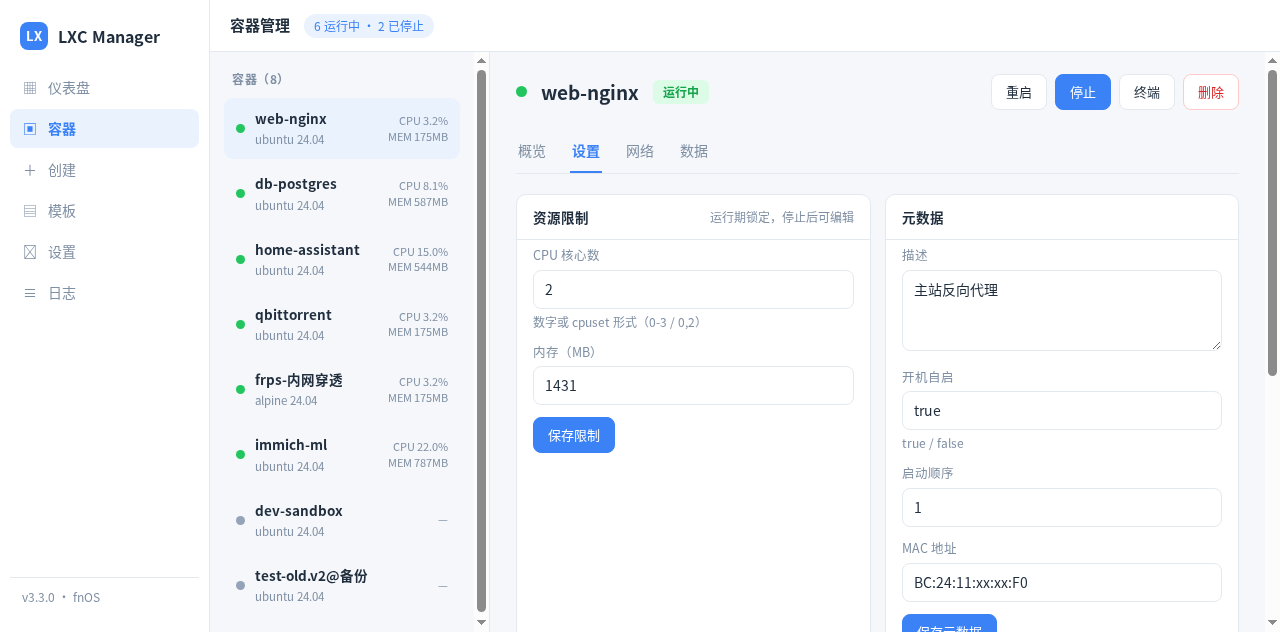 LX LXC Manager
仪表盘
容器
创建
模板
设置
日志
v3.3.0 · fnOS
容器管理 6 运行中 · 2 已停止
容器（8）
web-nginx CPU 3.2%
ubuntu 24.04 MEM 175MB
db-postgres CPU 8.1%
ubuntu 24.04 MEM 587MB
home-assistant CPU 15.0%
ubuntu 24.04 MEM 544MB
qbittorrent CPU 3.2%
ubuntu 24.04 MEM 175MB
frps-内网穿透 CPU 3.2%
alpine 24.04 MEM 175MB
immich-ml CPU 22.0%
ubuntu 24.04 MEM 787MB
dev-sandbox —
ubuntu 24.04
test-old.v2@备份 —
ubuntu 24.04
web-nginx 运行中 重启 停止 终端 删除
概览 设置 网络 数据
资源限制 运行期锁定，停止后可编辑
CPU 核心数
2
数字或 cpuset 形式（0-3 / 0,2）
内存（MB）
1431
保存限制
元数据
描述
主站反向代理
开机自启
true
true / false
启动顺序
1
MAC 地址
BC:24:11:xx:xx:F0
保存元数据